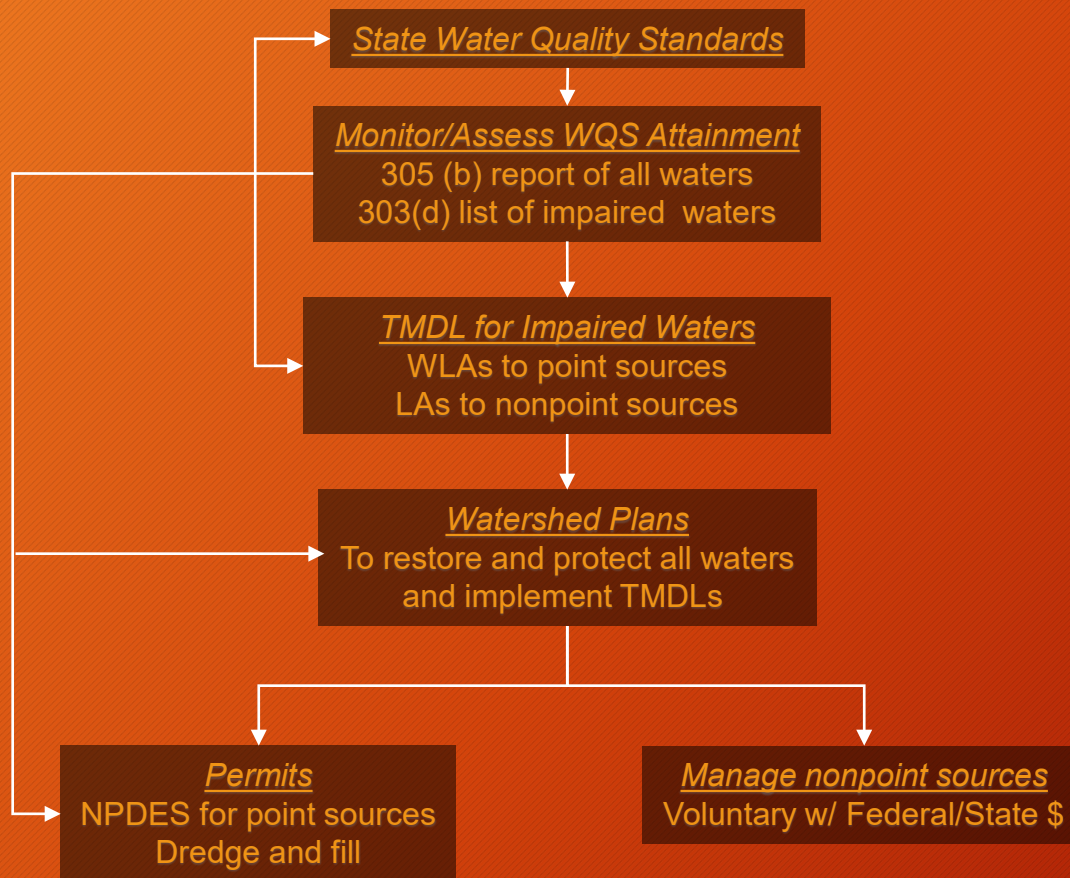 State Water Quality Standards
Monitor/Assess WQS Attainment
305 (b) report of all waters
303(d) list of impaired waters
TMDL for Impaired Waters
WLAs to point sources
LAs to nonpoint sources
Watershed Plans
To restore and protect all waters
and implement TMDLs
Permits
NPDES for point sources
Dredge and fill
Manage nonpoint sources
Voluntary w/ Federal/State $